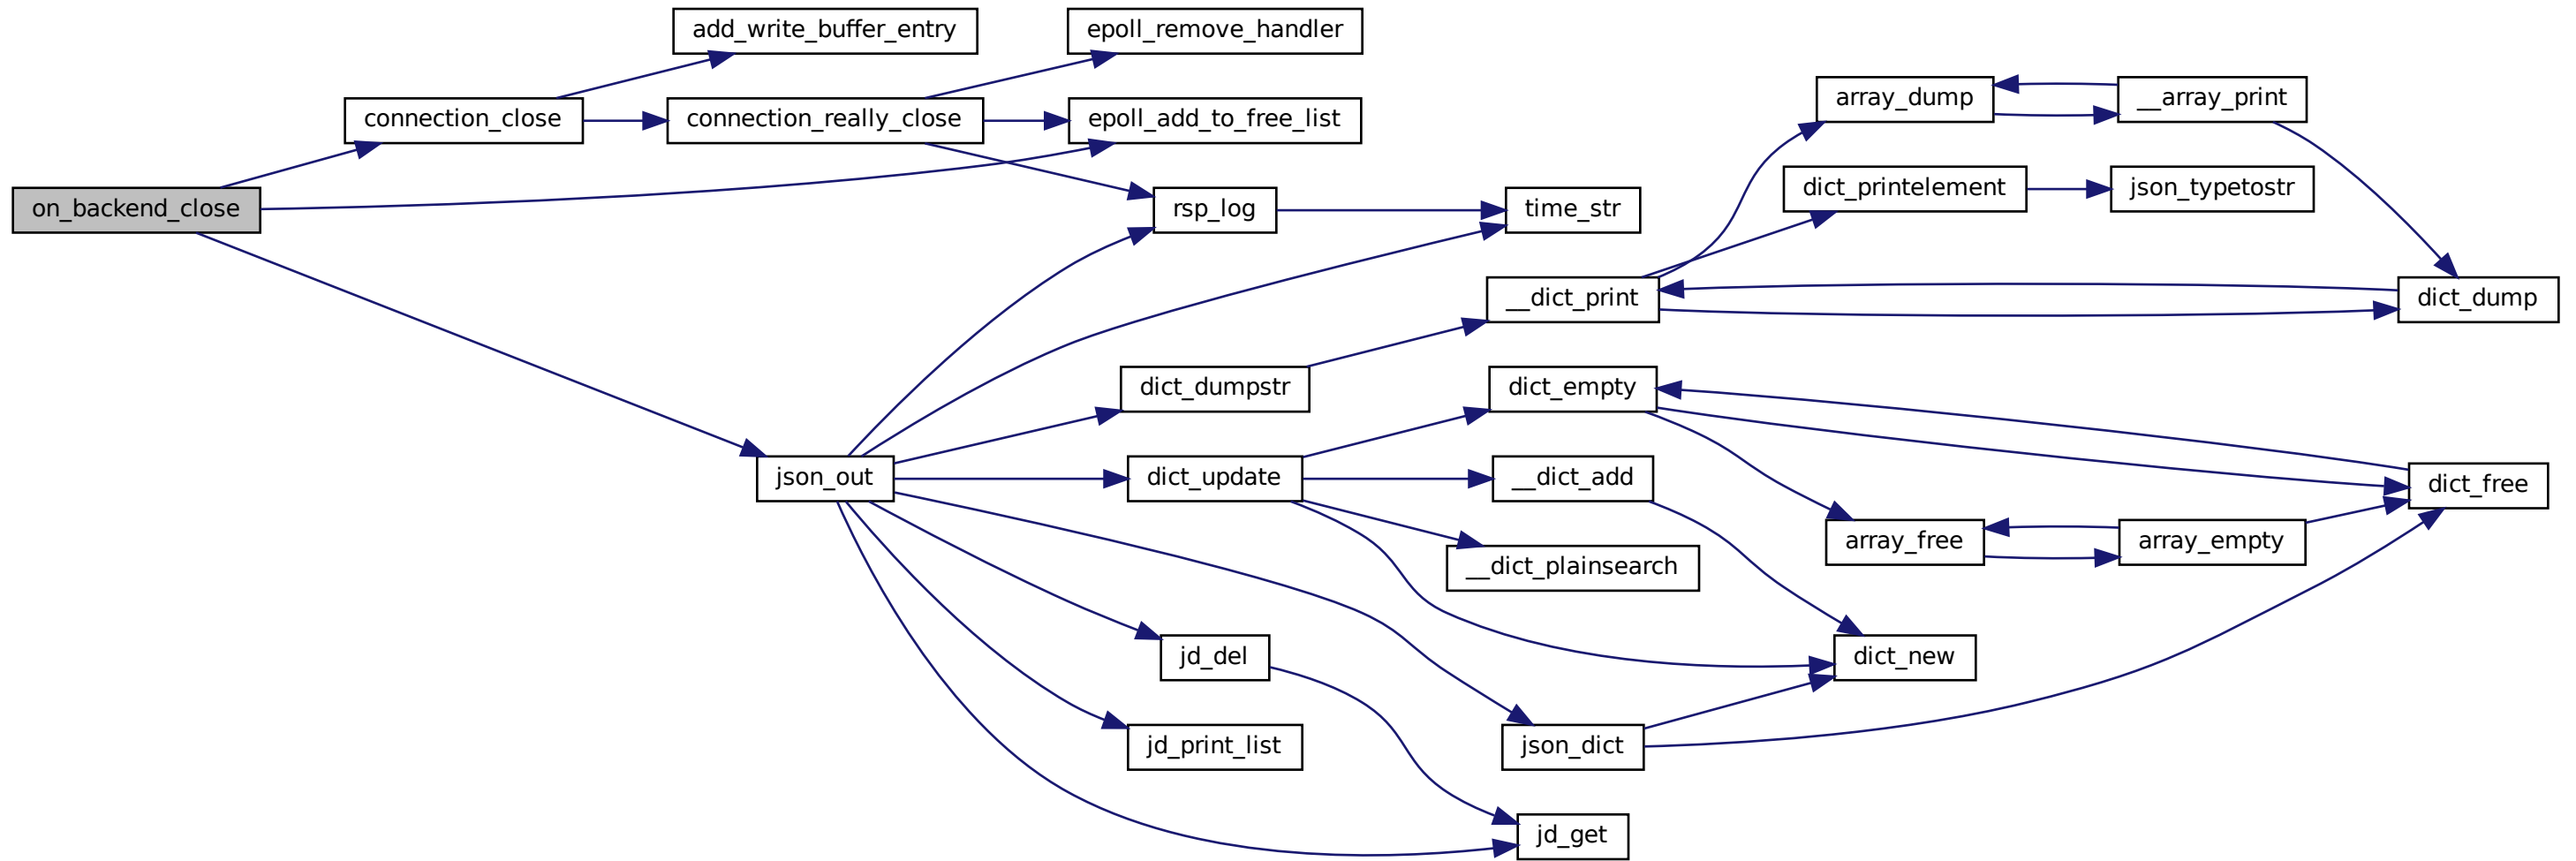 add_write_buffer_entry
epoll_remove_handler
array_dump
__array_print
connection_close
connection_really_close
epoll_add_to_free_list
dict_printelement
json_typetostr
on_backend_close
rsp_log
time_str
__dict_print
dict_dump
dict_dumpstr
dict_empty
json_out
dict_update
__dict_add
dict_free
array_free
array_empty
__dict_plainsearch
jd_del
dict_new
jd_print_list
json_dict
jd_get